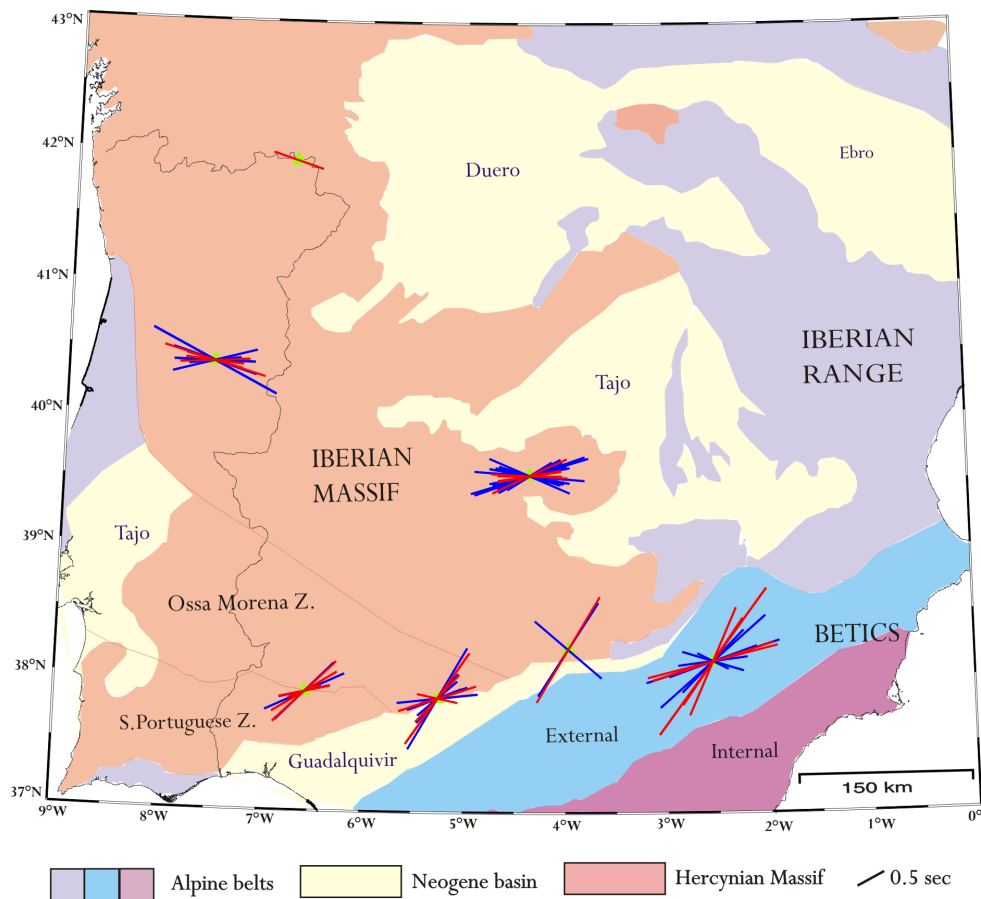 43°N
42°N
41°N
40°N
39°N
38°N
37°N
9°W
8°W
7°W
6°W
5°W
4°W
3°W
2°W
1°W
0°
Duero
Ebro
IBERIAN
RANGE
Tajo
IBERIAN
MASSIF
Tajo
Ossa Morena Z.
BETICS
S.Portuguese Z.
External
Internal
Guadalquivir
150 km
Alpine belts
Neogene basin
Hercynian Massif
0.5 sec